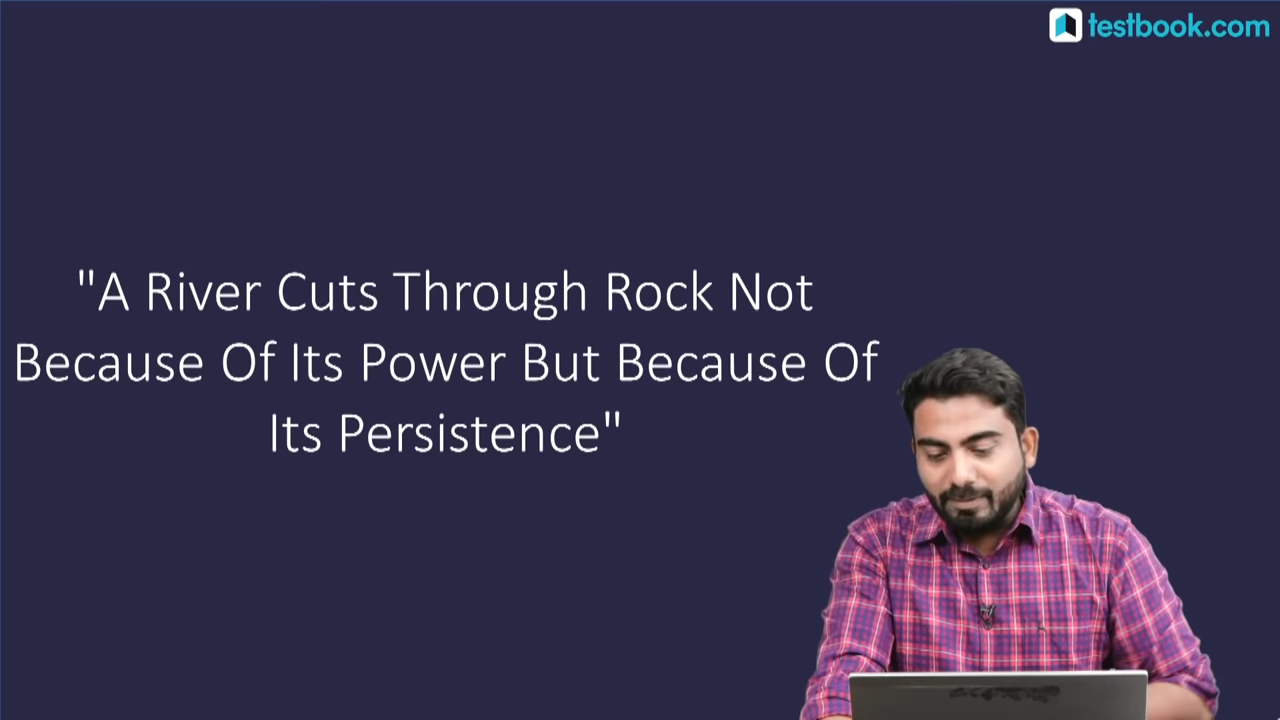 testbook.com
"A River Cuts Through Rock Not
Because Of Its Power But Because Of
Its Persistence"